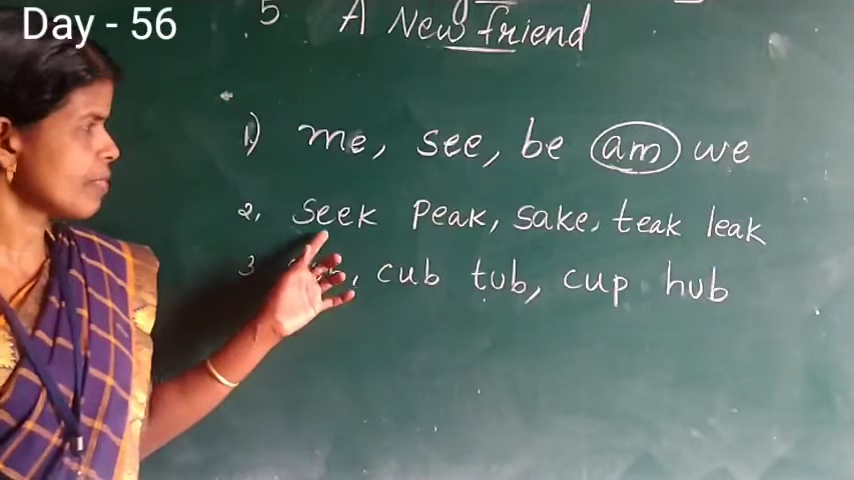 Day - 56
5 A New friend
1) me, see, be am we
2, seek peak, sake, teak leak
3 cub tub, cup hub